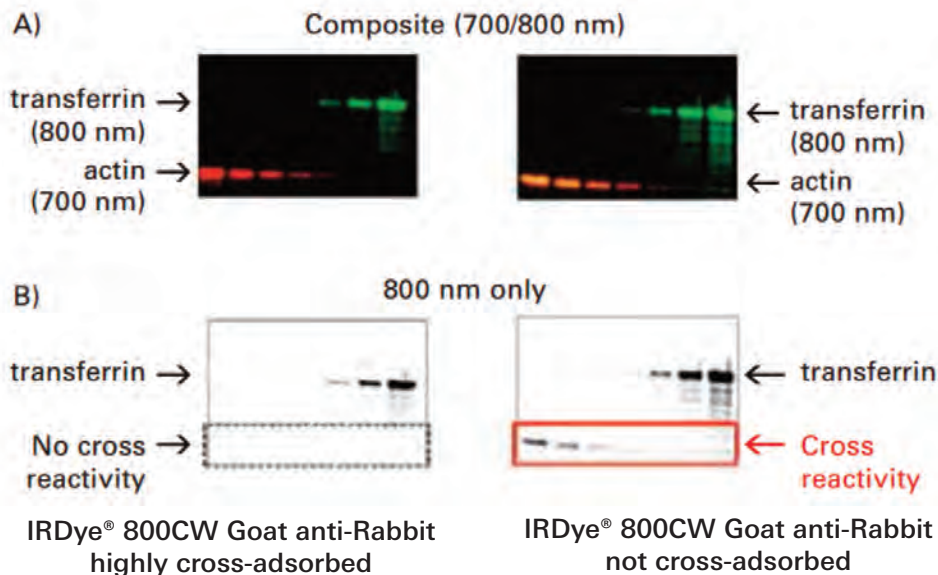 A)
Composite (700/800 nm)
transferrin →
(800 nm)
actin →
(700 nm)
← transferrin
(800 nm)
← actin
(700 nm)
B)
800 nm only
transferrin →
No cross →
reactivity
← transferrin
← Cross
reactivity
IRDye® 800CW Goat anti-Rabbit
highly cross-adsorbed
IRDye® 800CW Goat anti-Rabbit
not cross-adsorbed